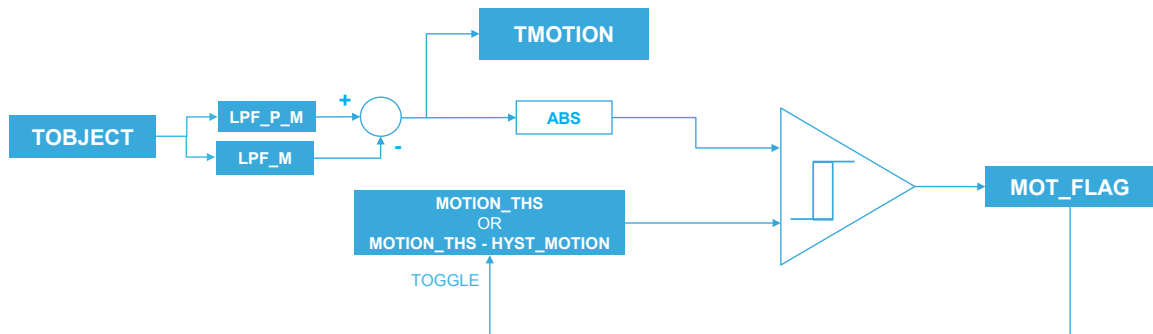 TMOTION
+
LPF_P_M
ABS
TOBJECT
LPF_M
-
MOTION_THS
OR
MOTION_THS - HYST_MOTION
MOT_FLAG
TOGGLE